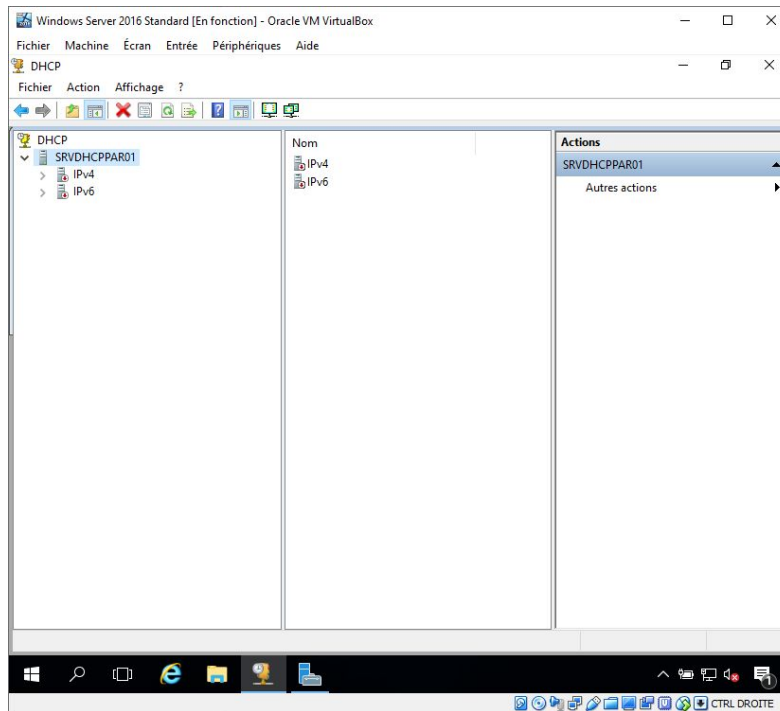 Windows Server 2016 Standard [En fonction] - Oracle VM VirtualBox
Fichier Machine Écran Entrée Périphériques Aide
DHCP
Fichier Action Affichage ?
DHCP
SRVDHCPPAR01
IPv4
IPv6
Nom
IPv4
IPv6
Actions
SRVDHCPPAR01
Autres actions
1
CTRL DROITE